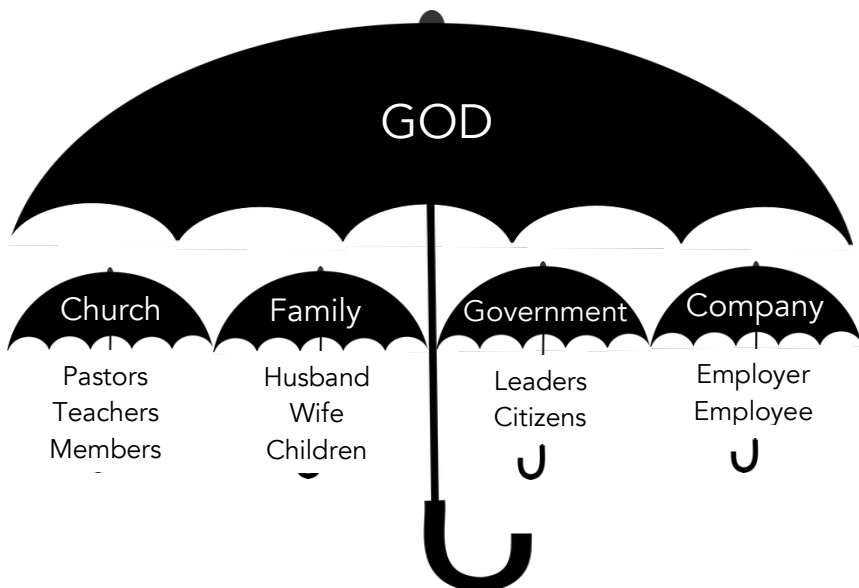 GOD
Church
Pastors
Teachers
Members
Family
Husband
Wife
Children
Government
Leaders
Citizens
Company
Employer
Employee